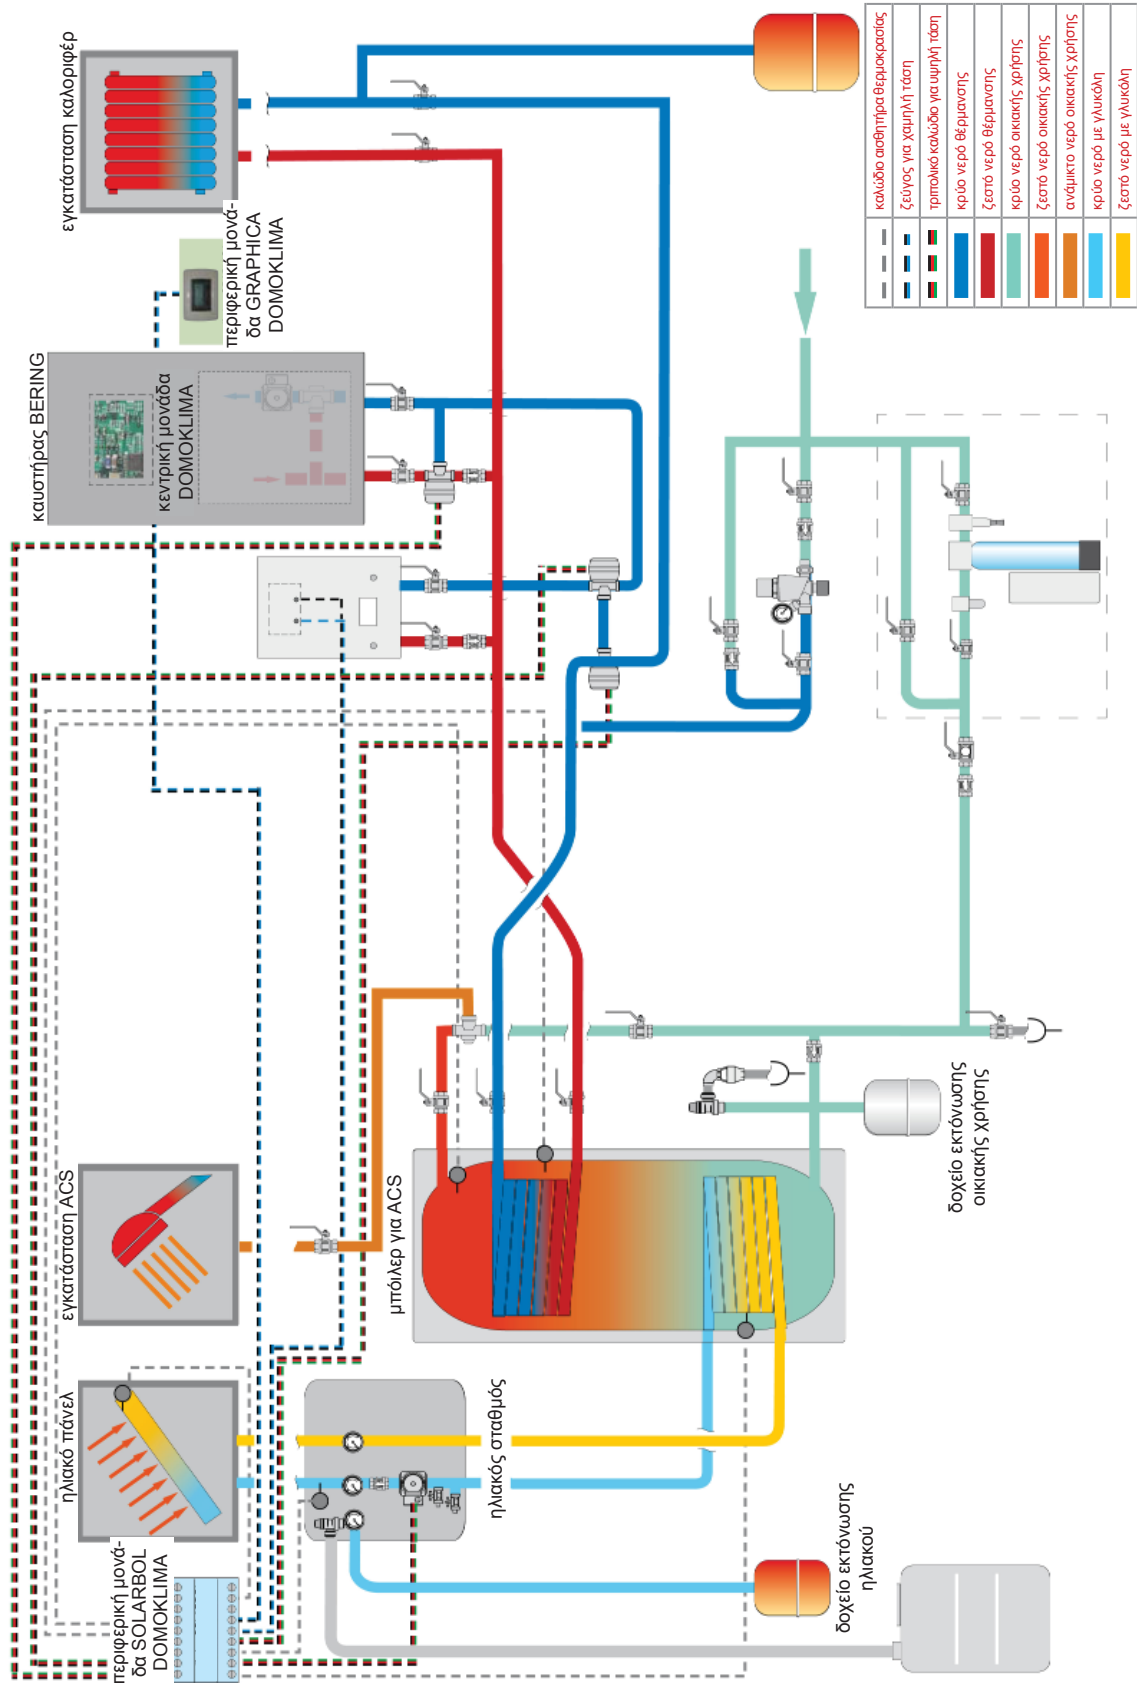 περιφερική μονά-
δα SOLARBOL
DOMOKLIMA
ηλιακό πάνελ
εγκατάσταση ACS
καυστήρας BERING
κεντρική μονάδα
DOMOKLIMA
περιφερική μονά-
δα GRAPHICA
DOMOKLIMA
εγκατάσταση καλοριφέρ
ηλιακός σταθμός
μπόιλερ για ACS
δοχείο εκτόνωσης
ηλιακού
δοχείο εκτόνωσης
οικιακής χρήσης
καλώδιο αισθητήρα θερμοκρασίας
ζεύγος για χαμηλή τάση
τριπολικό καλώδιο για υψηλή τάση
κρύο νερό θέρμανσης
ζεστό νερό θέρμανσης
κρύο νερό οικιακής χρήσης
ζεστό νερό οικιακής χρήσης
ανάμικτο νερό οικιακής χρήσης
κρύο νερό με γλυκόλη
ζεστό νερό με γλυκόλη